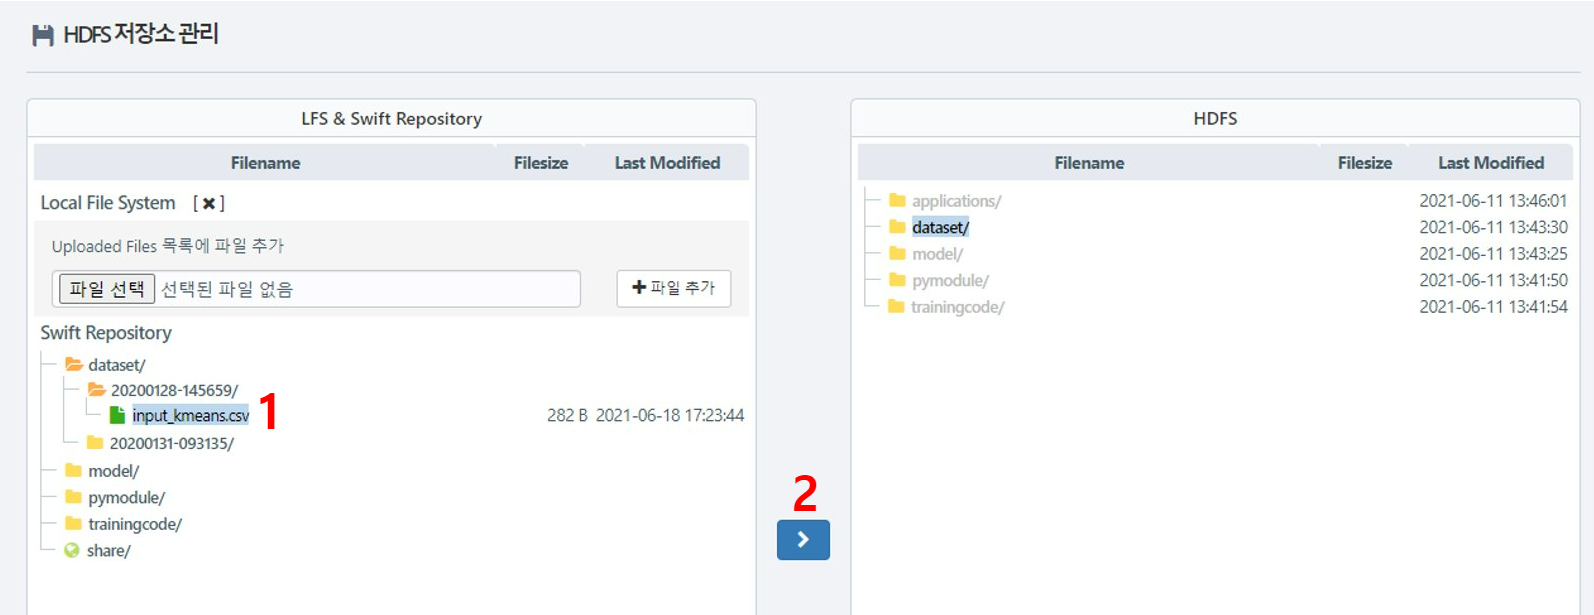 HDFS 저장소 관리
LFS & Swift Repository
Filename Filesize Last Modified
Local File System [ ✖ ]
Uploaded Files 목록에 파일 추가
파일 선택 선택된 파일 없음
✚ 파일 추가
Swift Repository
dataset/
20200128-145659/
input_kmeans.csv 282 B 2021-06-18 17:23:44
1
20200131-093135/
model/
pymodule/
trainingcode/
share/
2
HDFS
Filename Filesize Last Modified
applications/ 2021-06-11 13:46:01
dataset/ 2021-06-11 13:43:30
model/ 2021-06-11 13:43:25
pymodule/ 2021-06-11 13:41:50
trainingcode/ 2021-06-11 13:41:54